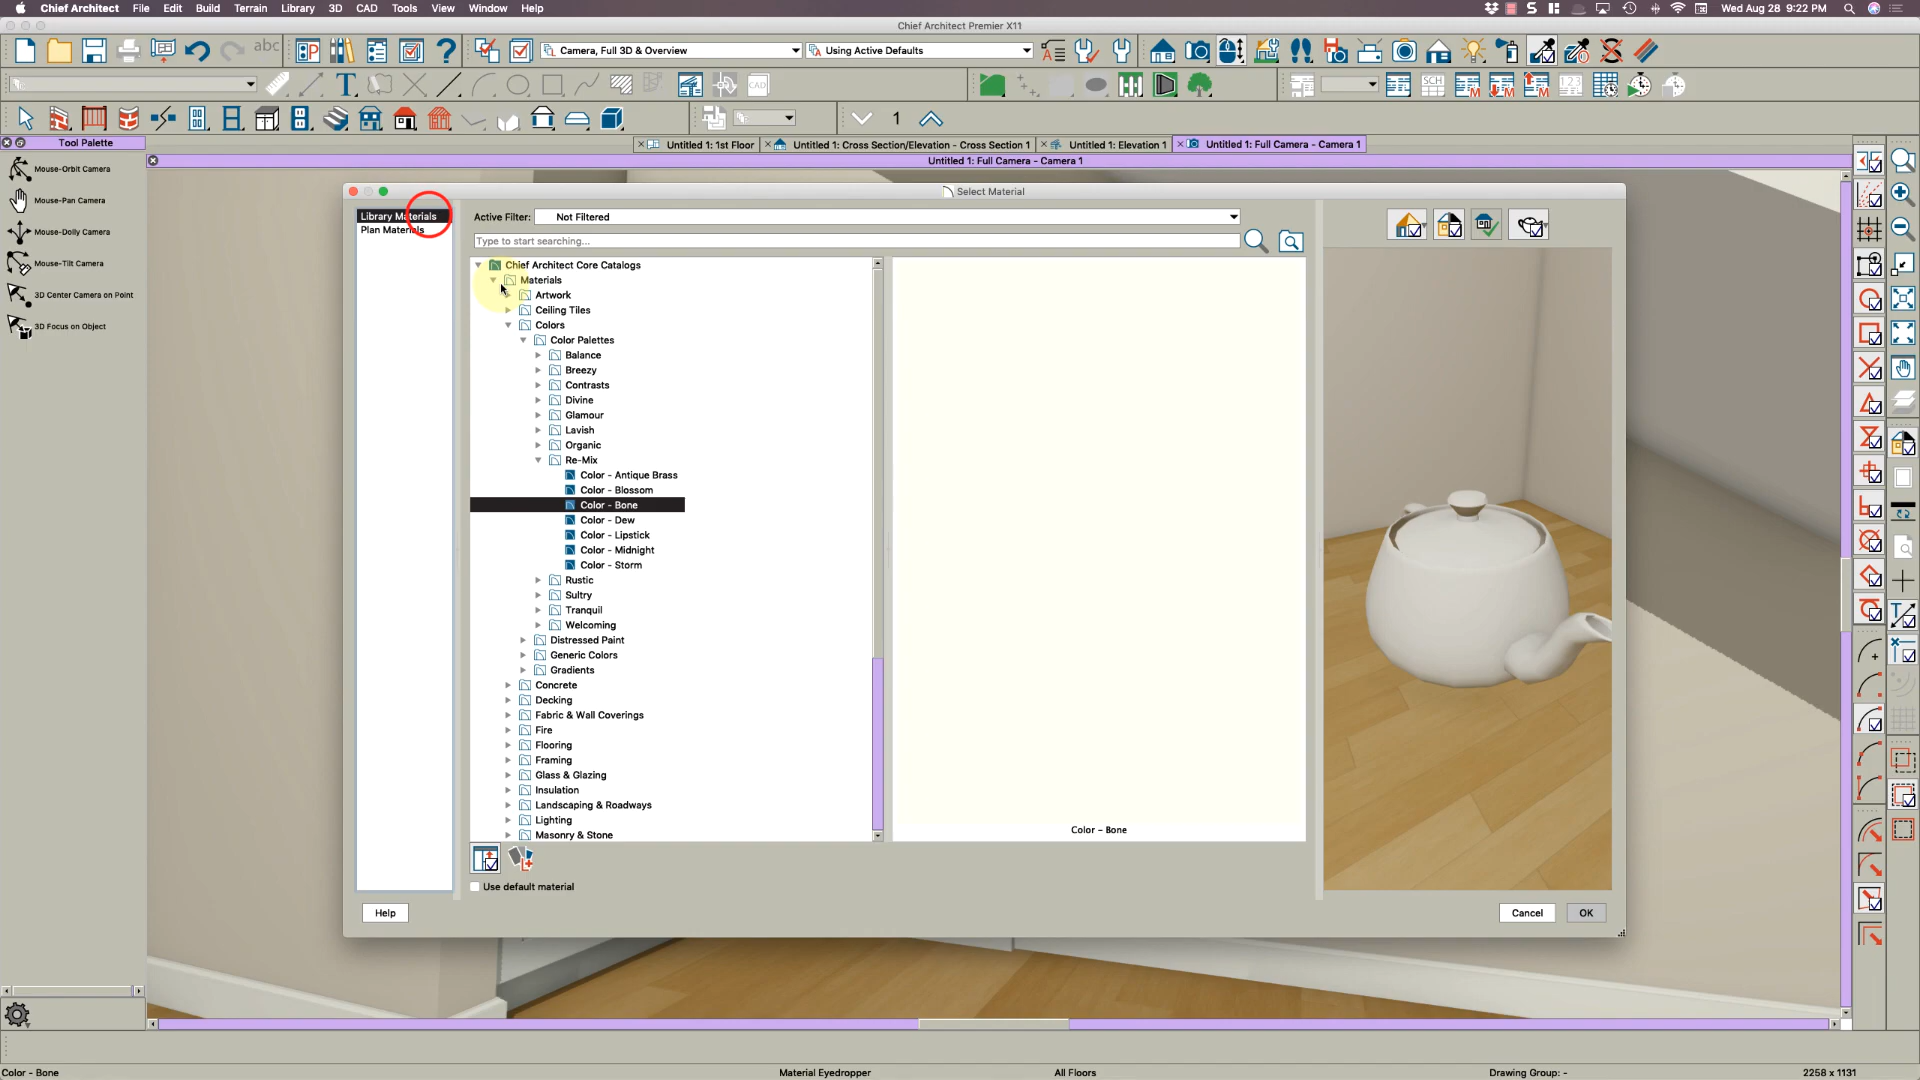 Chief Architect File Edit Build Terrain Library 3D CAD Tools View Window Help Wed Aug 28 9:22 PM
Chief Architect Premier X11
Camera, Full 3D & Overview Using Active Defaults
1
Tool Palette
Untitled 1: 1st Floor Untitled 1: Cross Section/Elevation - Cross Section 1 Untitled 1: Elevation 1 Untitled 1: Full Camera - Camera 1
Untitled 1: Full Camera - Camera 1
Mouse-Orbit Camera
Mouse-Pan Camera
Mouse-Dolly Camera
Mouse-Tilt Camera
3D Center Camera on Point
3D Focus on Object
Select Material
Library Materials
Plan Materials
Active Filter: Not Filtered
Type to start searching...
Chief Architect Core Catalogs
Materials
Artwork
Ceiling Tiles
Colors
Color Palettes
Balance
Breezy
Contrasts
Divine
Glamour
Lavish
Organic
Re-Mix
Color - Antique Brass
Color - Blossom
Color - Bone
Color - Dew
Color - Lipstick
Color - Midnight
Color - Storm
Rustic
Sultry
Tranquil
Welcoming
Distressed Paint
Generic Colors
Gradients
Concrete
Decking
Fabric & Wall Coverings
Fire
Flooring
Framing
Glass & Glazing
Insulation
Landscaping & Roadways
Lighting
Masonry & Stone
Color - Bone
Use default material
Help Cancel OK
Color - Bone Material Eyedropper All Floors Drawing Group: - 2258 x 1131